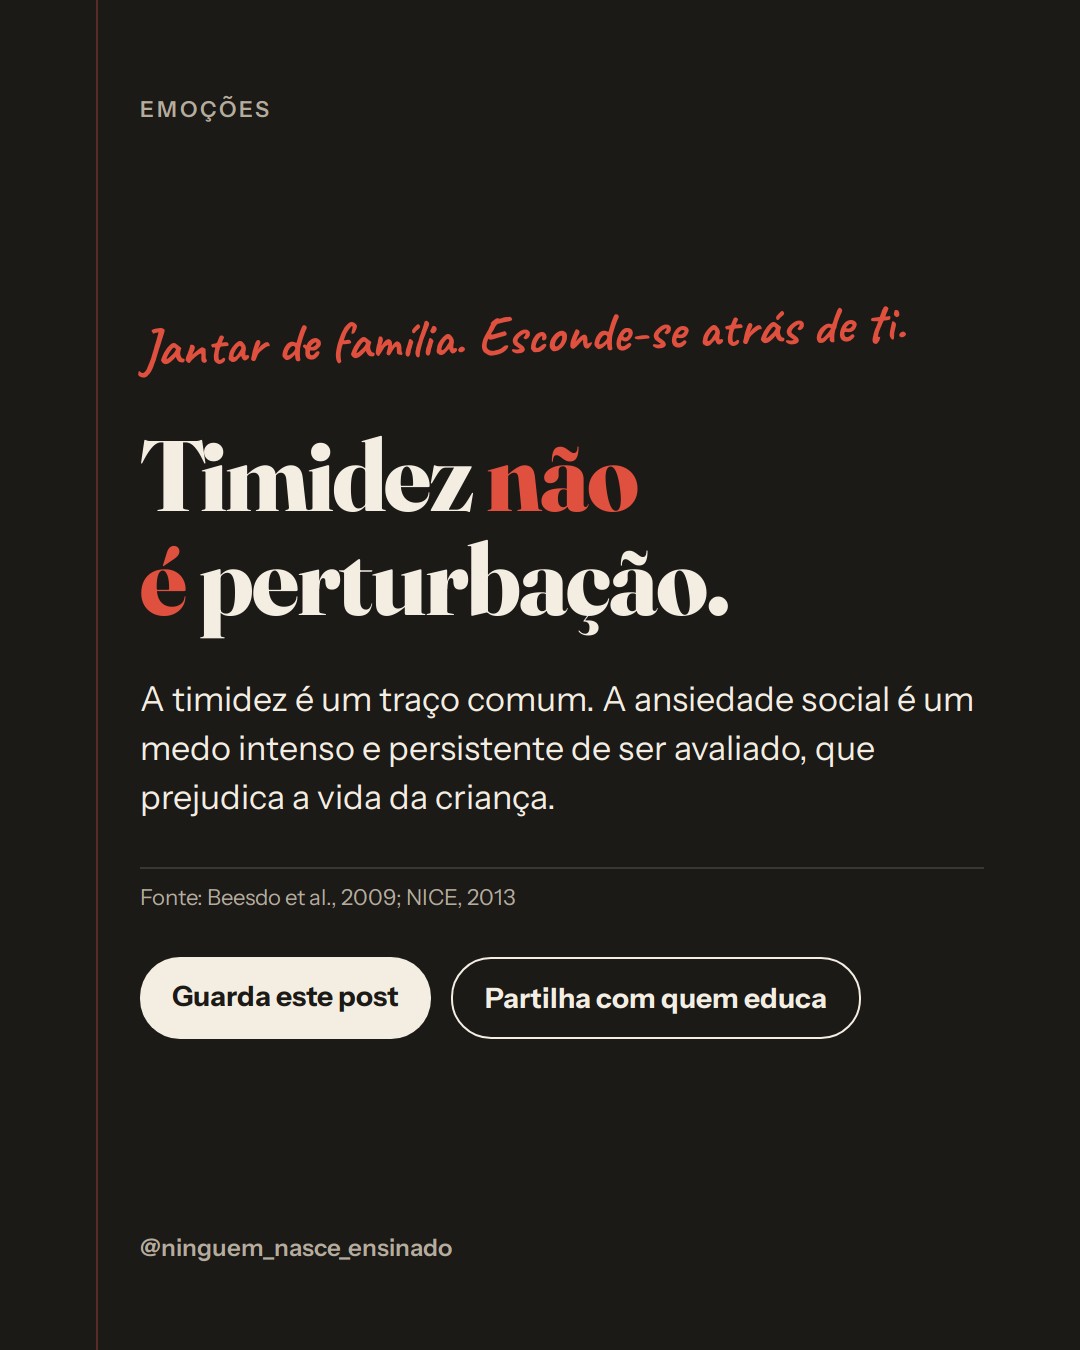 EMOÇÕES
Jantar de família. Esconde-se atrás de ti.
Timidez não
é perturbação.
A timidez é um traço comum. A ansiedade social é um
medo intenso e persistente de ser avaliado, que
prejudica a vida da criança.
Fonte: Beesdo et al., 2009; NICE, 2013
Guarda este post
Partilha com quem educa
@ninguem_nasce_ensinado